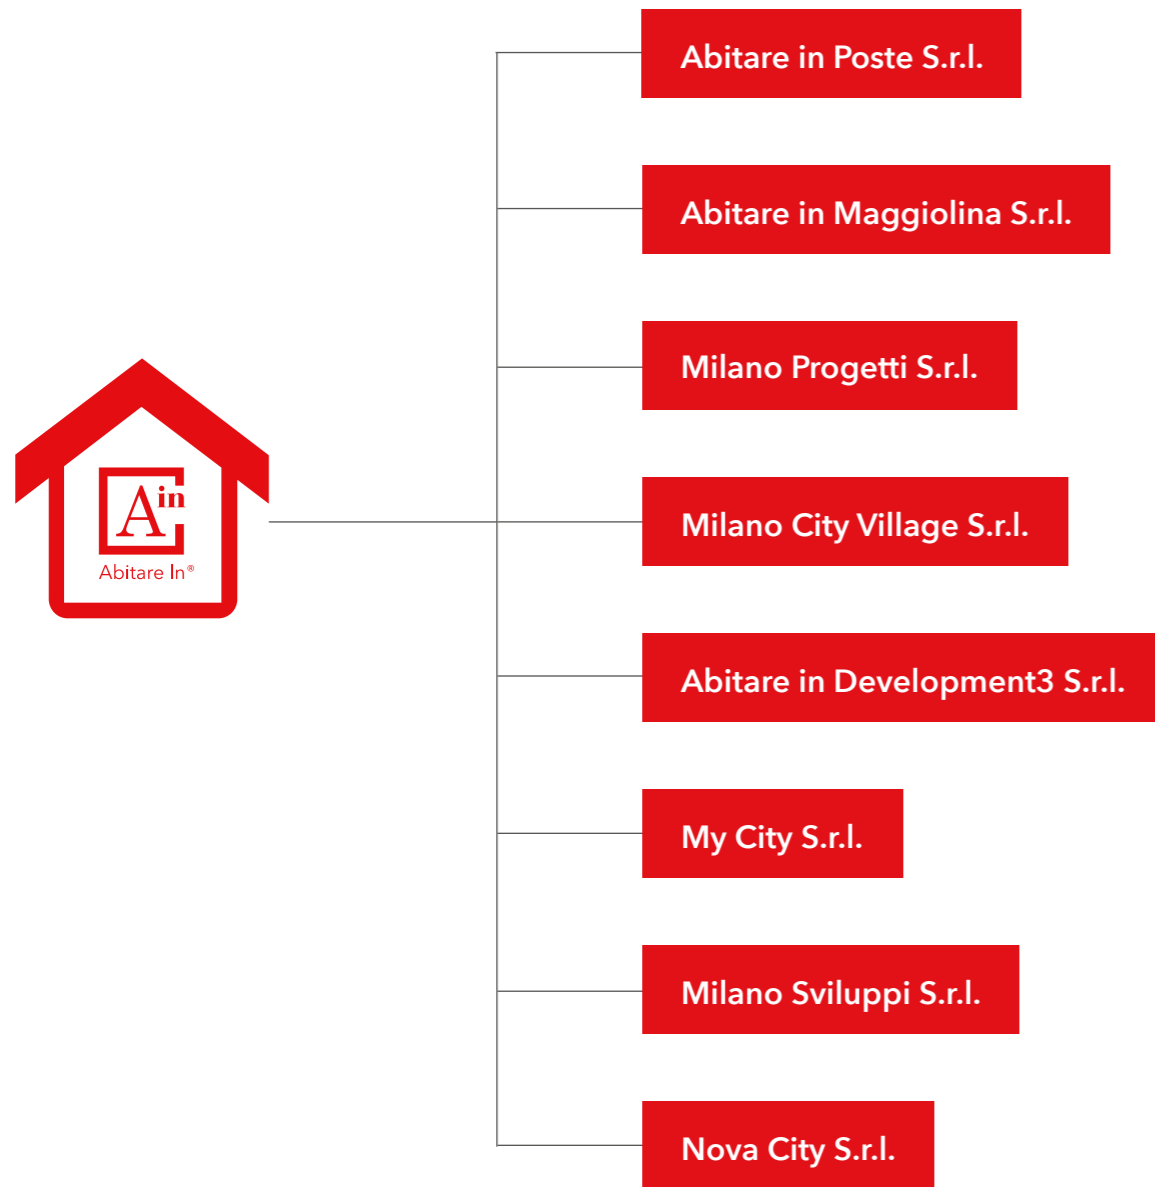 Abitare in Poste S.r.l.
Abitare in Maggiolina S.r.l.
Milano Progetti S.r.l.
Ain
Abitare In®
Milano City Village S.r.l.
Abitare in Development3 S.r.l.
My City S.r.l.
Milano Sviluppi S.r.l.
Nova City S.r.l.